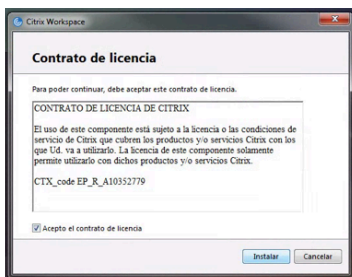 Citrix Workspace
Contrato de licencia
Para poder continuar, debe aceptar este contrato de licencia.
CONTRATO DE LICENCIA DE CITRIX
El uso de este componente está sujeto a la licencia o las condiciones de
servicio de Citrix que cubren los productos y/o servicios Citrix con los
que Ud. va a utilizarlo. La licencia de este componente solamente
permite utilizarlo con dichos productos y/o servicios Citrix.
CTX_code EP_R_A10352779
Acepto el contrato de licencia
Instalar Cancelar